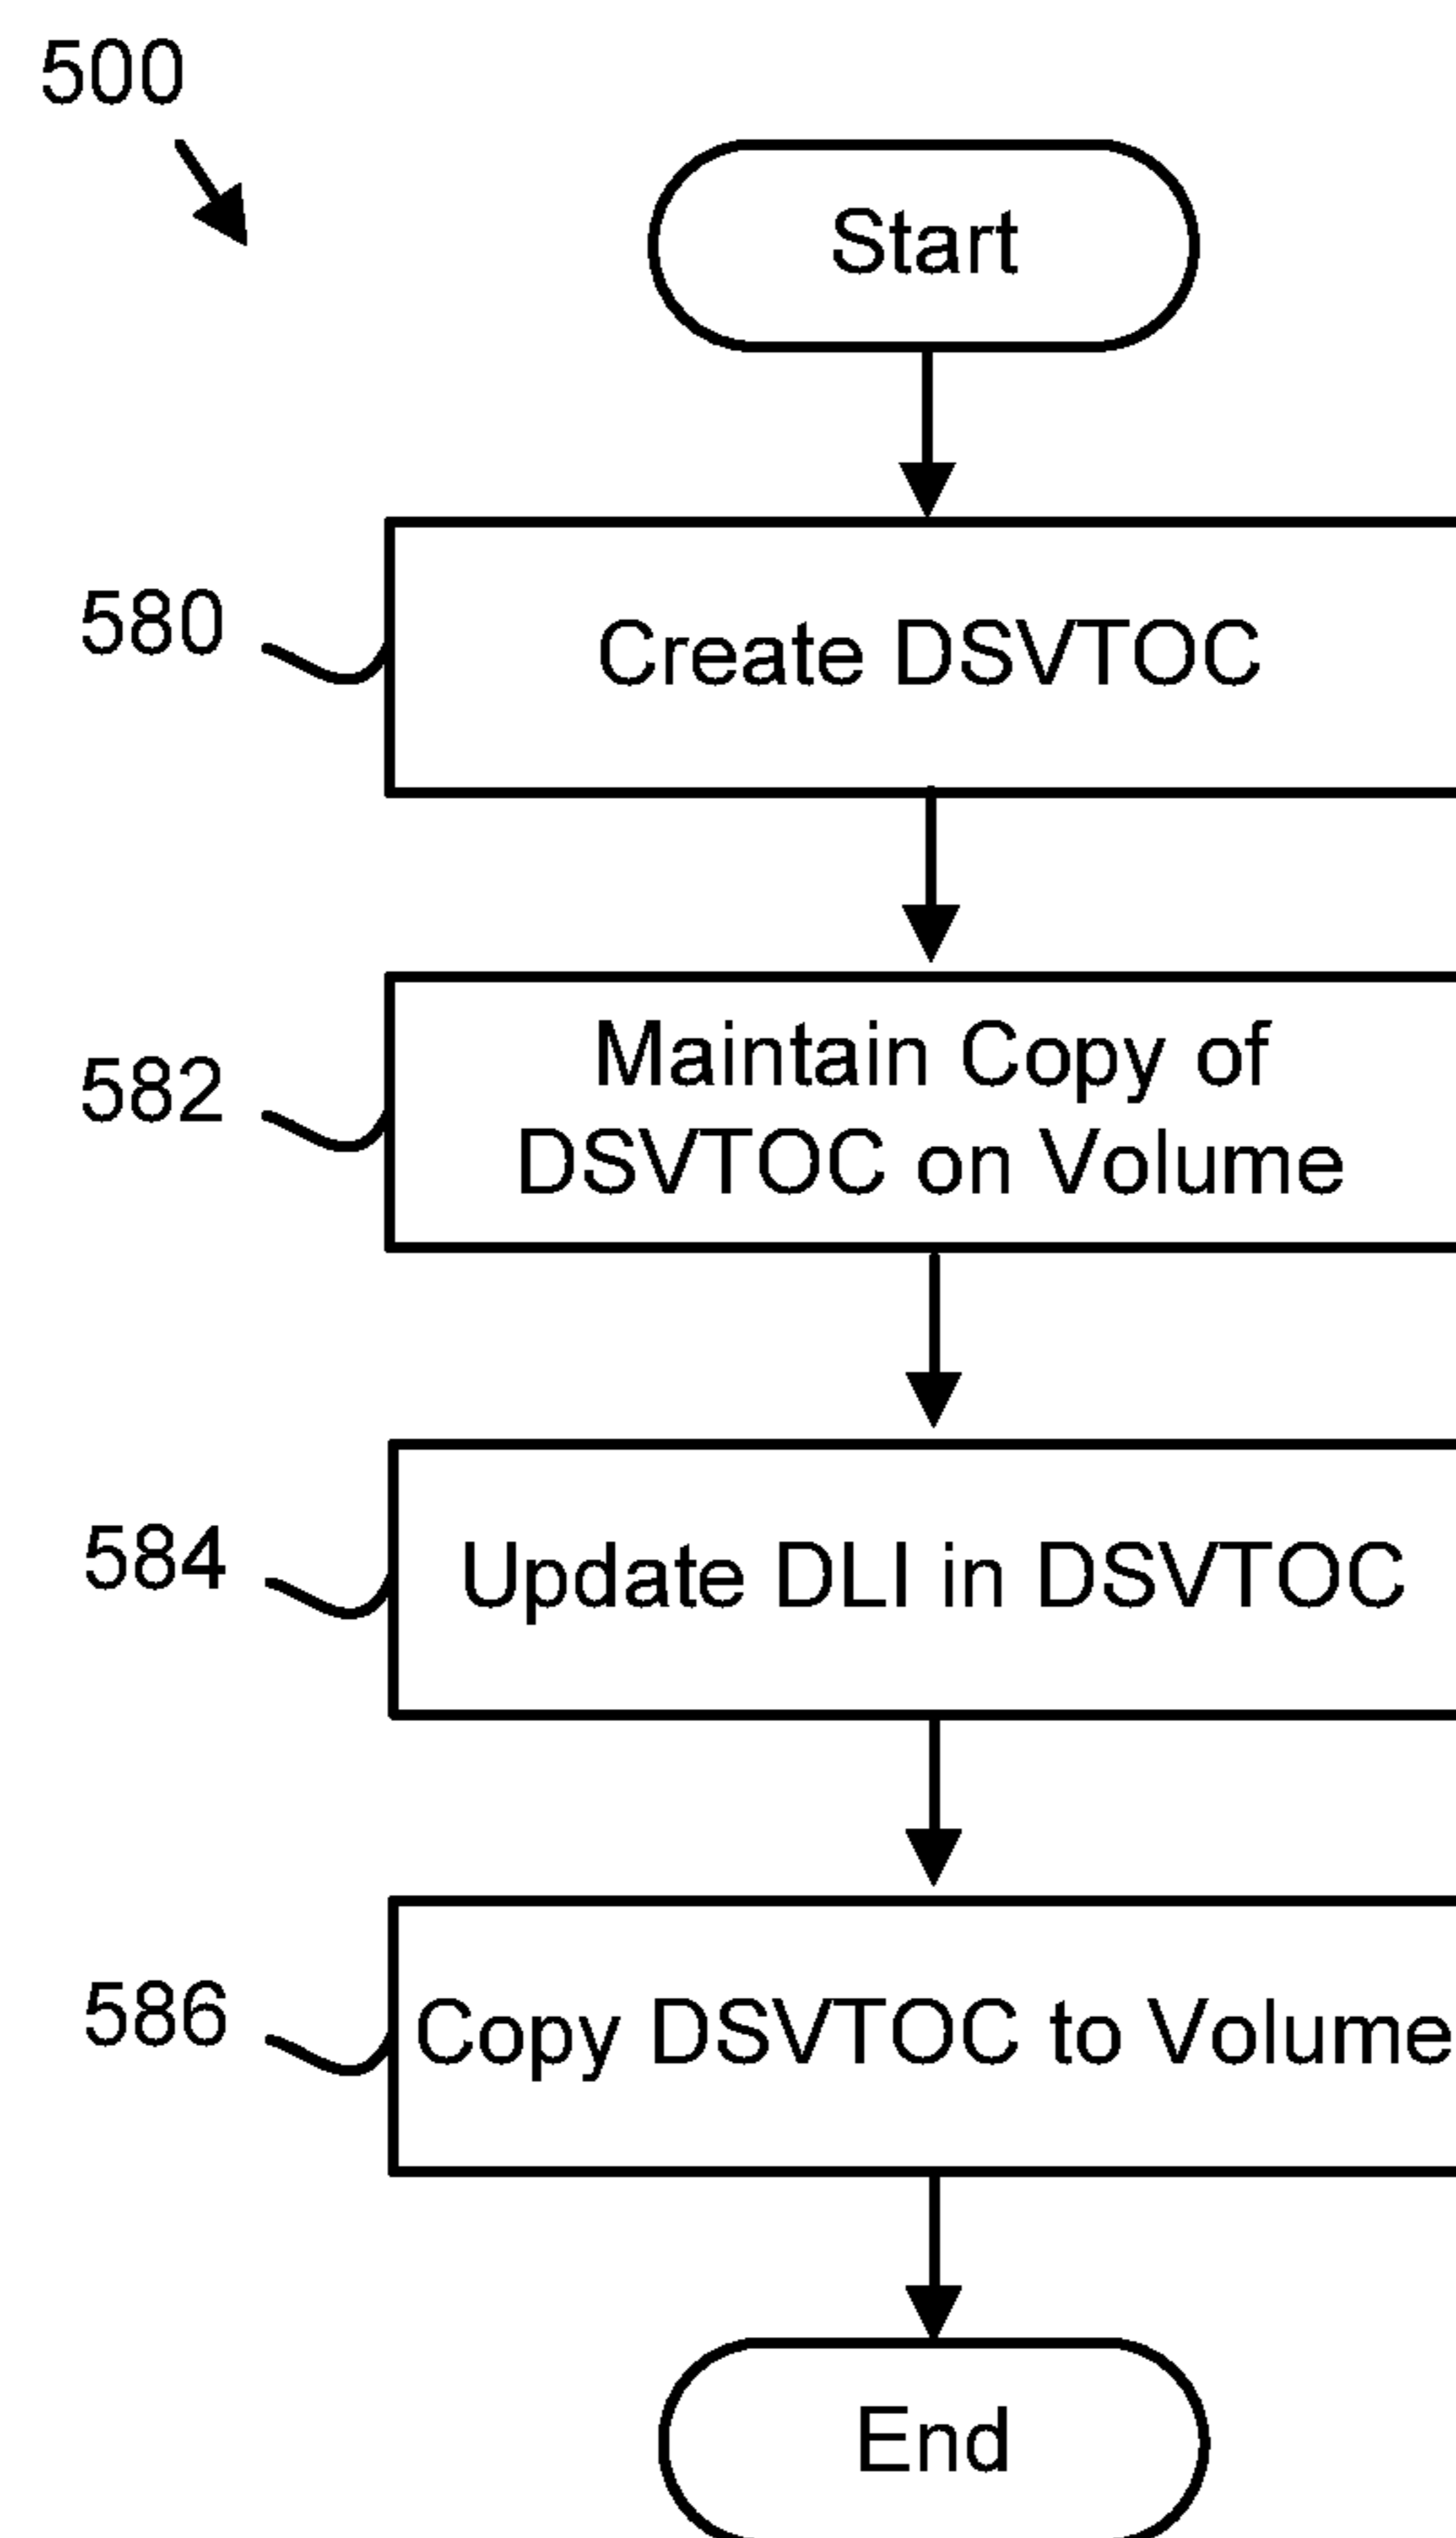 500
Start
580
Create DSVTOC
582
Maintain Copy of
DSVTOC on Volume
584
Update DLI in DSVTOC
586
Copy DSVTOC to Volume
End